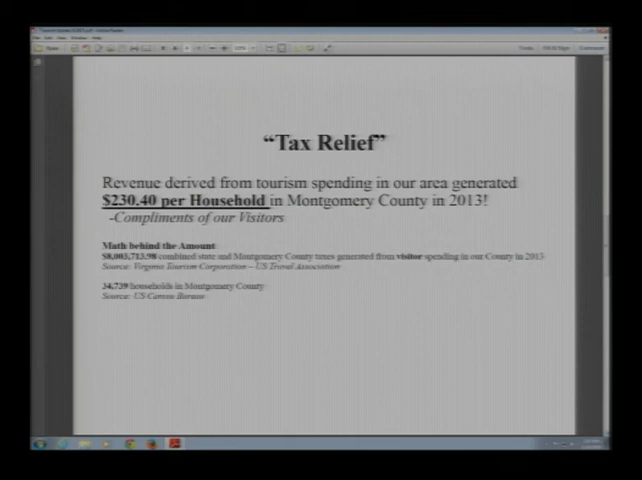 “Tax Relief”
Revenue derived from tourism spending in our area generated
$230.40 per Household in Montgomery County in 2013!
-Compliments of our Visitors
Math behind the Amount
$8,003,713.98 combined state and Montgomery County taxes generated from visitor spending in our County in 2013
Source: Virginia Tourism Corporation – US Travel Association
34,739 households in Montgomery County
Source: US Census Bureau